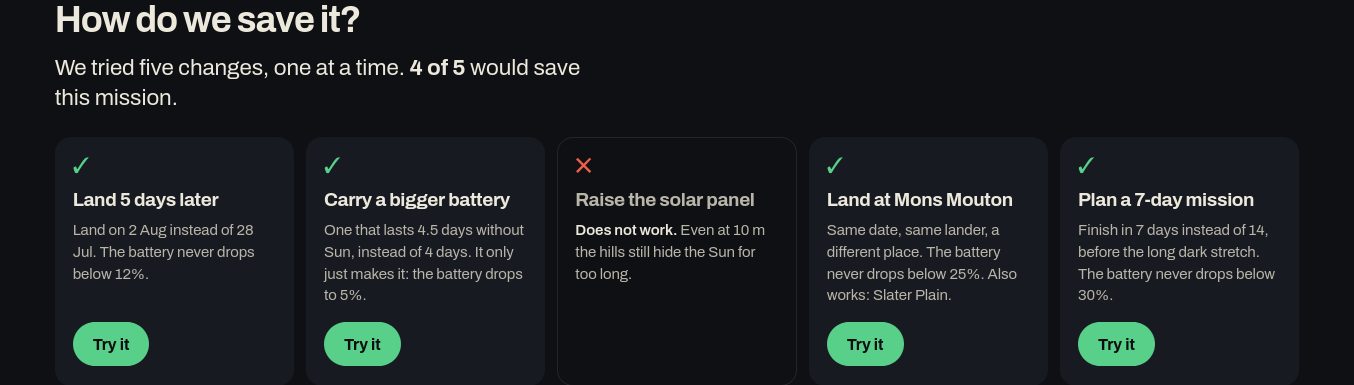 How do we save it?
We tried five changes, one at a time. 4 of 5 would save
this mission.
✓
Land 5 days later
Land on 2 Aug instead of 28
Jul. The battery never drops
below 12%.
Try it
✓
Carry a bigger battery
One that lasts 4.5 days without
Sun, instead of 4 days. It only
just makes it: the battery drops
to 5%.
Try it
✕
Raise the solar panel
Does not work. Even at 10 m
the hills still hide the Sun for
too long.
✓
Land at Mons Mouton
Same date, same lander, a
different place. The battery
never drops below 25%. Also
works: Slater Plain.
Try it
✓
Plan a 7-day mission
Finish in 7 days instead of 14,
before the long dark stretch.
The battery never drops below
30%.
Try it